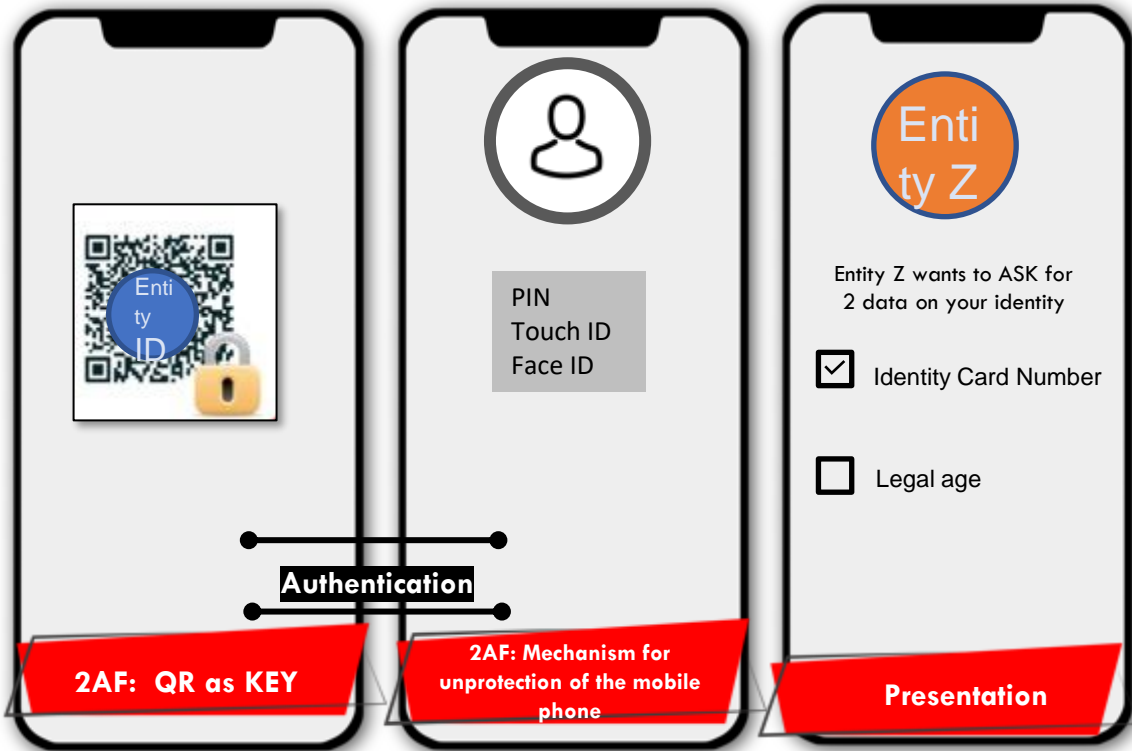 Enti
ty
ID
2AF: QR as KEY
PIN
Touch ID
Face ID
Authentication
2AF: Mechanism for
unprotection of the mobile
phone
Enti
ty Z
Entity Z wants to ASK for
2 data on your identity
Identity Card Number
Legal age
Presentation